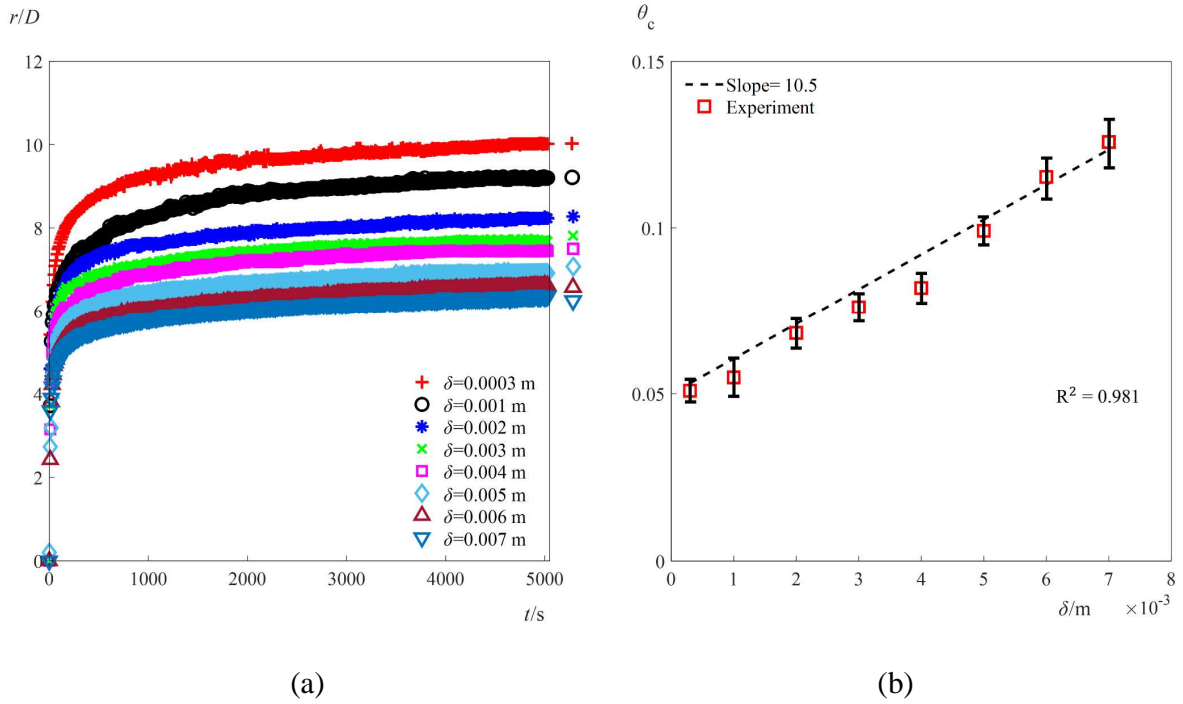 r/D
12
10
8
6
4
2
0
0 1000 2000 3000 4000 5000
t/s
δ=0.0003 m
δ=0.001 m
δ=0.002 m
δ=0.003 m
δ=0.004 m
δ=0.005 m
δ=0.006 m
δ=0.007 m
(a)
θc
0.15
0.1
0.05
0
0 1 2 3 4 5 6 7 8
δ/m ×10⁻³
Slope= 10.5
Experiment
R² = 0.981
(b)